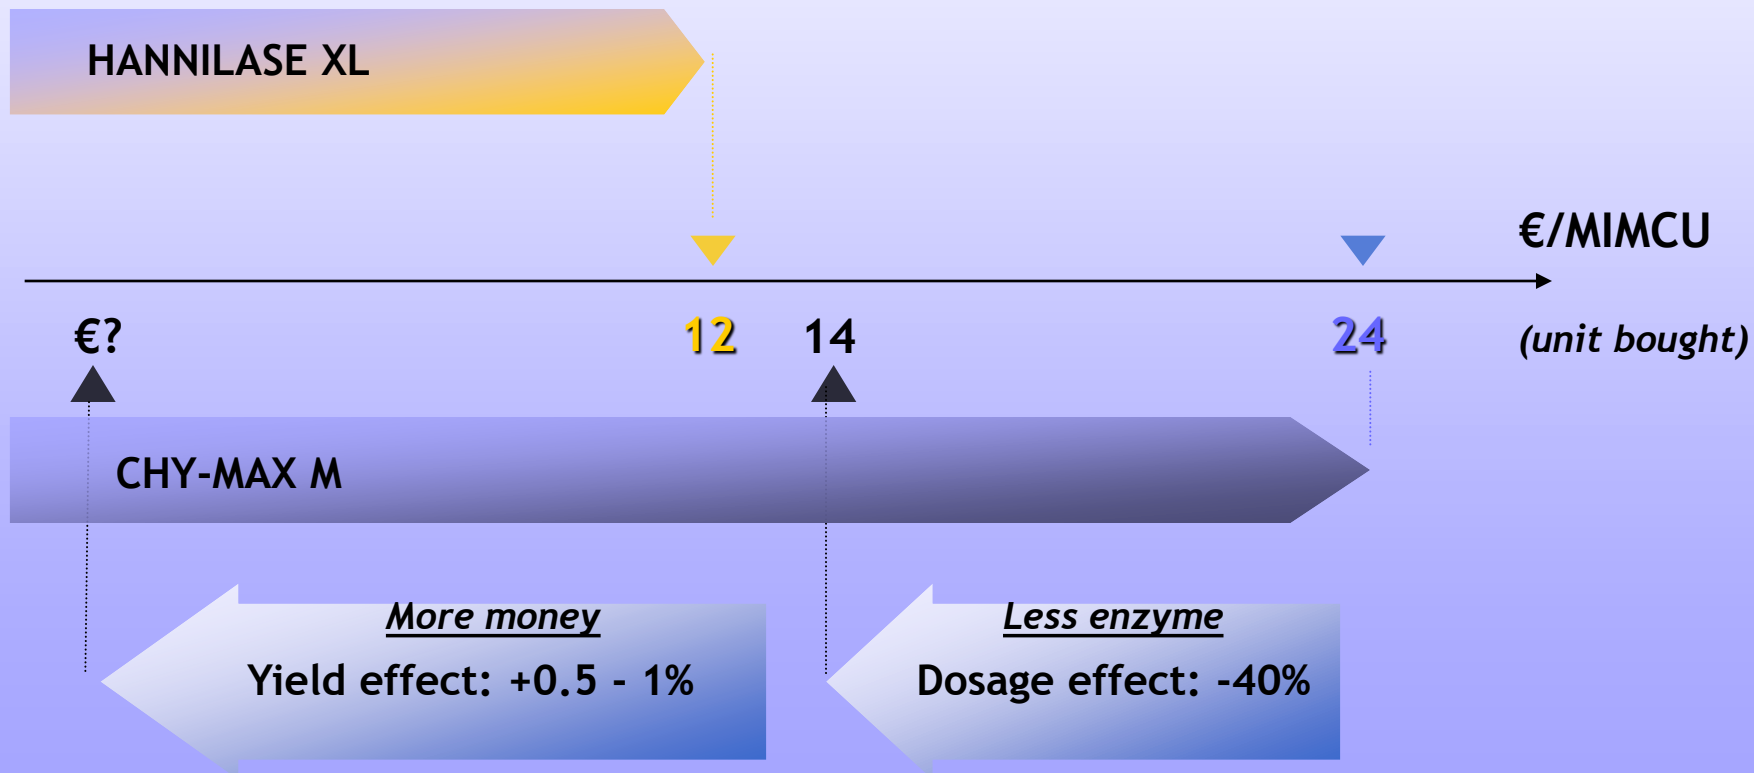 HANNILASE XL
€/MIMCU
€?
12
14
24
(unit bought)
CHY-MAX M
More money
Yield effect: +0.5 - 1%
Less enzyme
Dosage effect: -40%